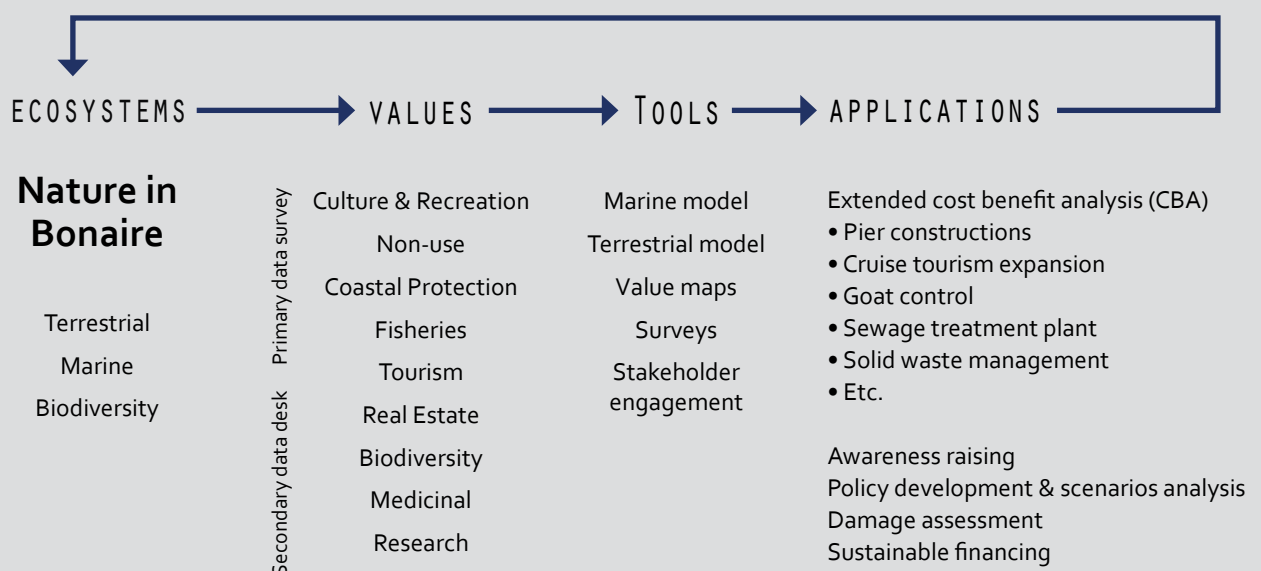 ECOSYSTEMS
VALUES
TOOLS
APPLICATIONS
Nature in
Bonaire
Terrestrial
Marine
Biodiversity
Primary data survey
Secondary data desk
Culture & Recreation
Non-use
Coastal Protection
Fisheries
Tourism
Real Estate
Biodiversity
Medicinal
Research
Marine model
Terrestrial model
Value maps
Surveys
Stakeholder
engagement
Extended cost benefit analysis (CBA)
• Pier constructions
• Cruise tourism expansion
• Goat control
• Sewage treatment plant
• Solid waste management
• Etc.
Awareness raising
Policy development & scenarios analysis
Damage assessment
Sustainable financing